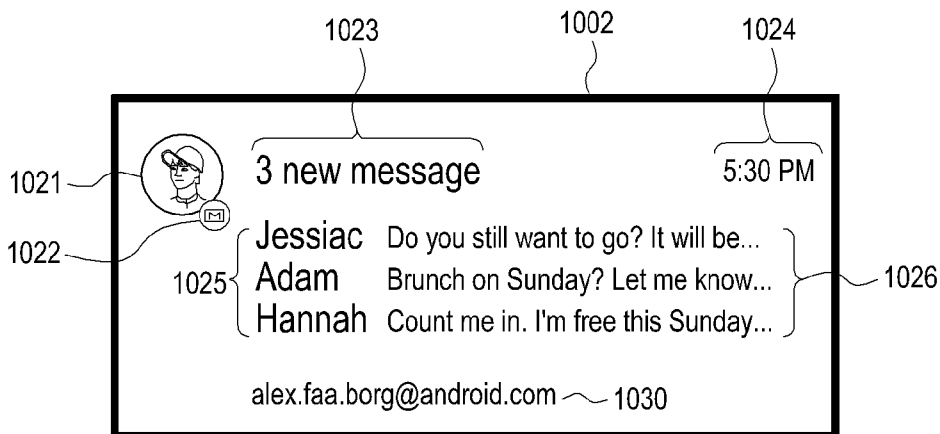 1023 1002 1024
3 new message 5:30 PM
1021
1022
Jessiac Do you still want to go? It will be...
1025 Adam Brunch on Sunday? Let me know... 1026
Hannah Count me in. I'm free this Sunday...
alex.faa.borg@android.com 1030